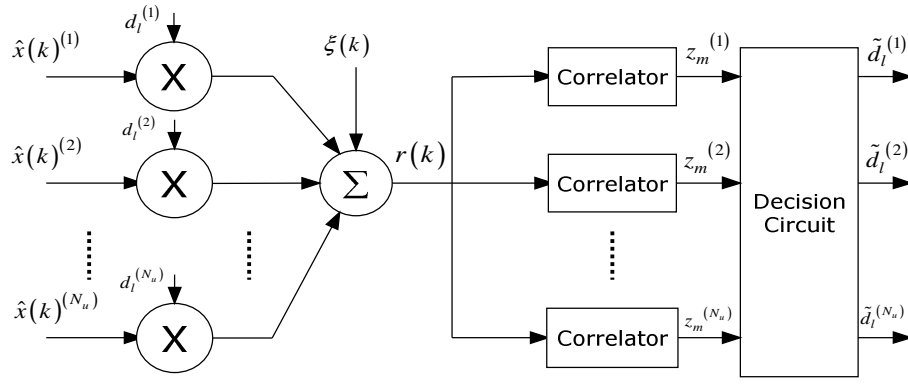 d_l^{(1)}
x̂(k)^{(1)}
X
ξ(k)
Correlator
z_m^{(1)}
d̃_l^{(1)}
d_l^{(2)}
x̂(k)^{(2)}
X
Σ
r(k)
Correlator
z_m^{(2)}
d̃_l^{(2)}
Decision
Circuit
d_l^{(N_u)}
x̂(k)^{(N_u)}
X
Correlator
z_m^{(N_u)}
d̃_l^{(N_u)}